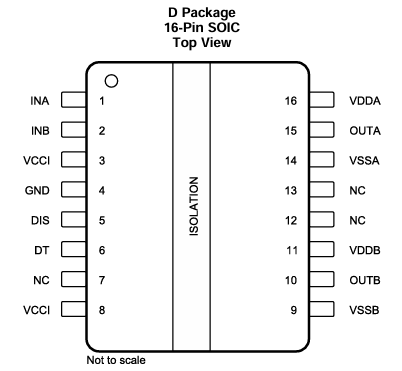 D Package
16-Pin SOIC
Top View
INA 1 16 VDDA
INB 2 15 OUTA
VCCI 3 14 VSSA
GND 4 13 NC
DIS 5 12 NC
DT 6 11 VDDB
NC 7 10 OUTB
VCCI 8 9 VSSB
ISOLATION
Not to scale